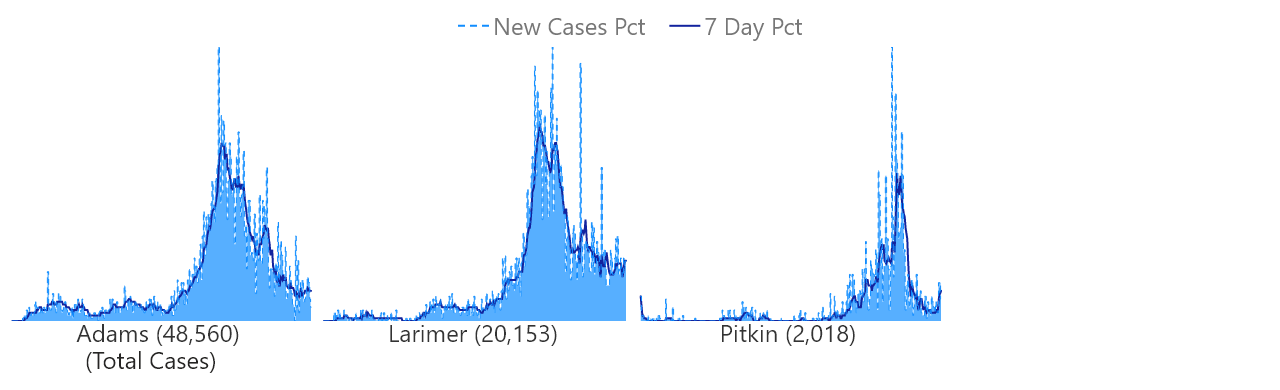 New Cases Pct 7 Day Pct
Adams (48,560) Larimer (20,153) Pitkin (2,018)
(Total Cases)